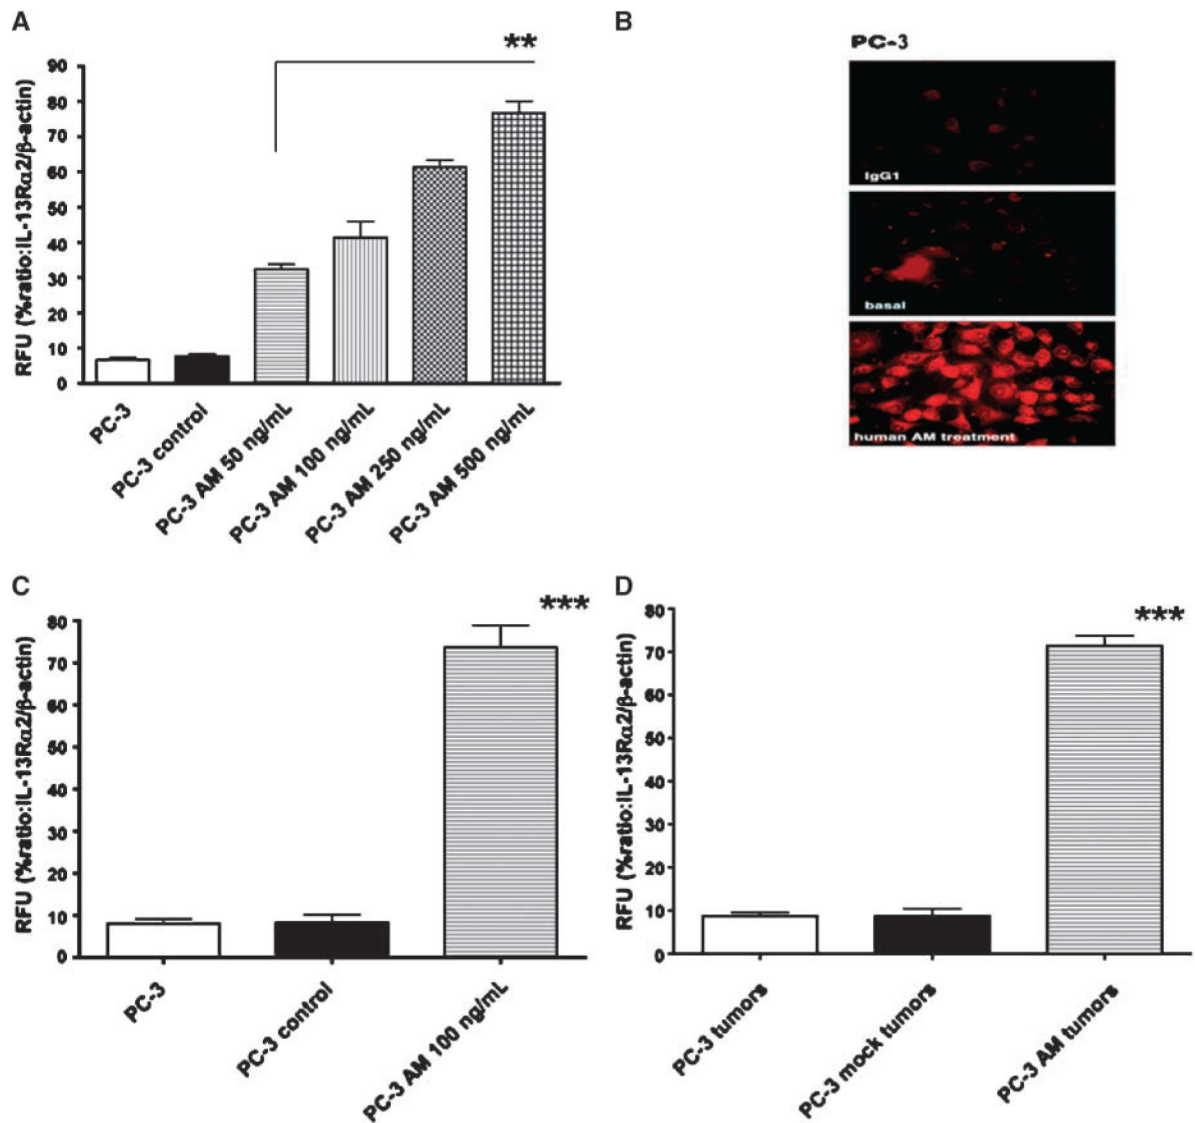 A
**
RFU (%ratio:IL-13Rα2/β-actin)
90
80
70
60
50
40
30
20
10
0
PC-3
PC-3 control
PC-3 AM 50 ng/mL
PC-3 AM 100 ng/mL
PC-3 AM 250 ng/mL
PC-3 AM 500 ng/mL
B
PC-3
IgG1
basal
human AM treatment
C
***
RFU (%ratio:IL-13Rα2/β-actin)
80
70
60
50
40
30
20
10
0
PC-3
PC-3 control
PC-3 AM 100 ng/mL
D
***
RFU (%ratio:IL-13Rα2/β-actin)
80
70
60
50
40
30
20
10
0
PC-3 tumors
PC-3 mock tumors
PC-3 AM tumors